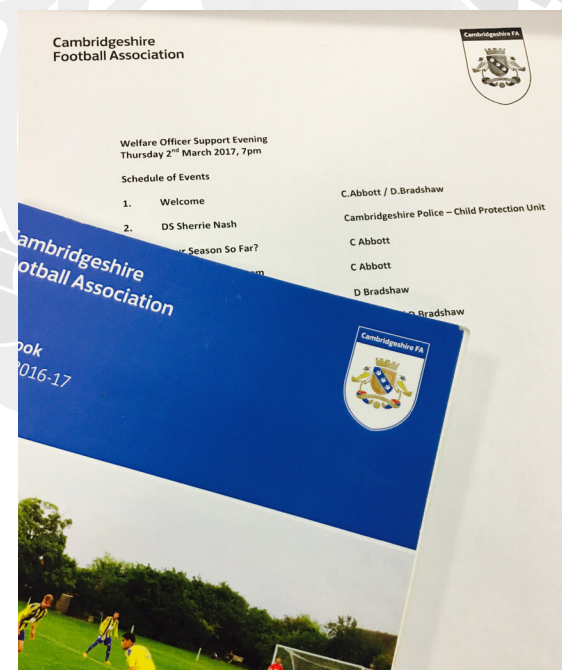 Cambridgeshire
Football Association
Cambridgeshire FA
Welfare Officer Support Evening
Thursday 2nd March 2017, 7pm
Schedule of Events
1. Welcome C.Abbott / D.Bradshaw
2. DS Sherrie Nash Cambridgeshire Police – Child Protection Unit
Season So Far? C Abbott
C Abbott
D Bradshaw
Bradshaw
ambridgeshire
otball Association
Cambridgeshire FA
ook
2016-17